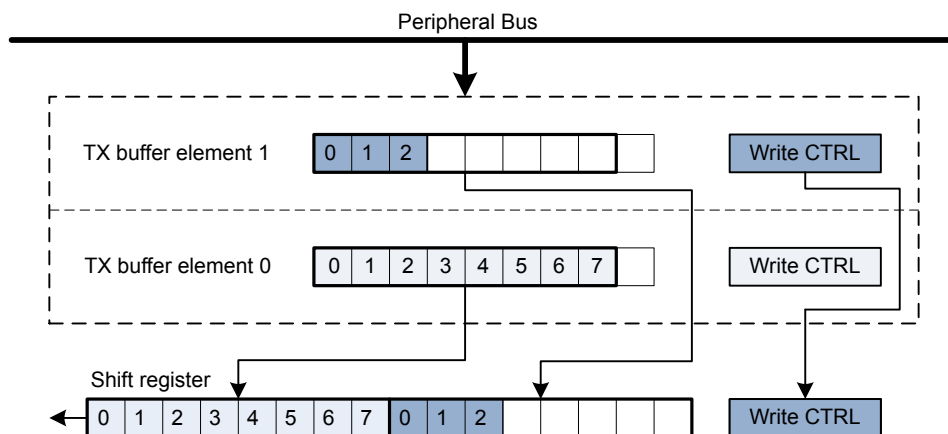 Peripheral Bus
TX buffer element 1 0 1 2 Write CTRL
TX buffer element 0 0 1 2 3 4 5 6 7 Write CTRL
Shift register
0 1 2 3 4 5 6 7 0 1 2 Write CTRL